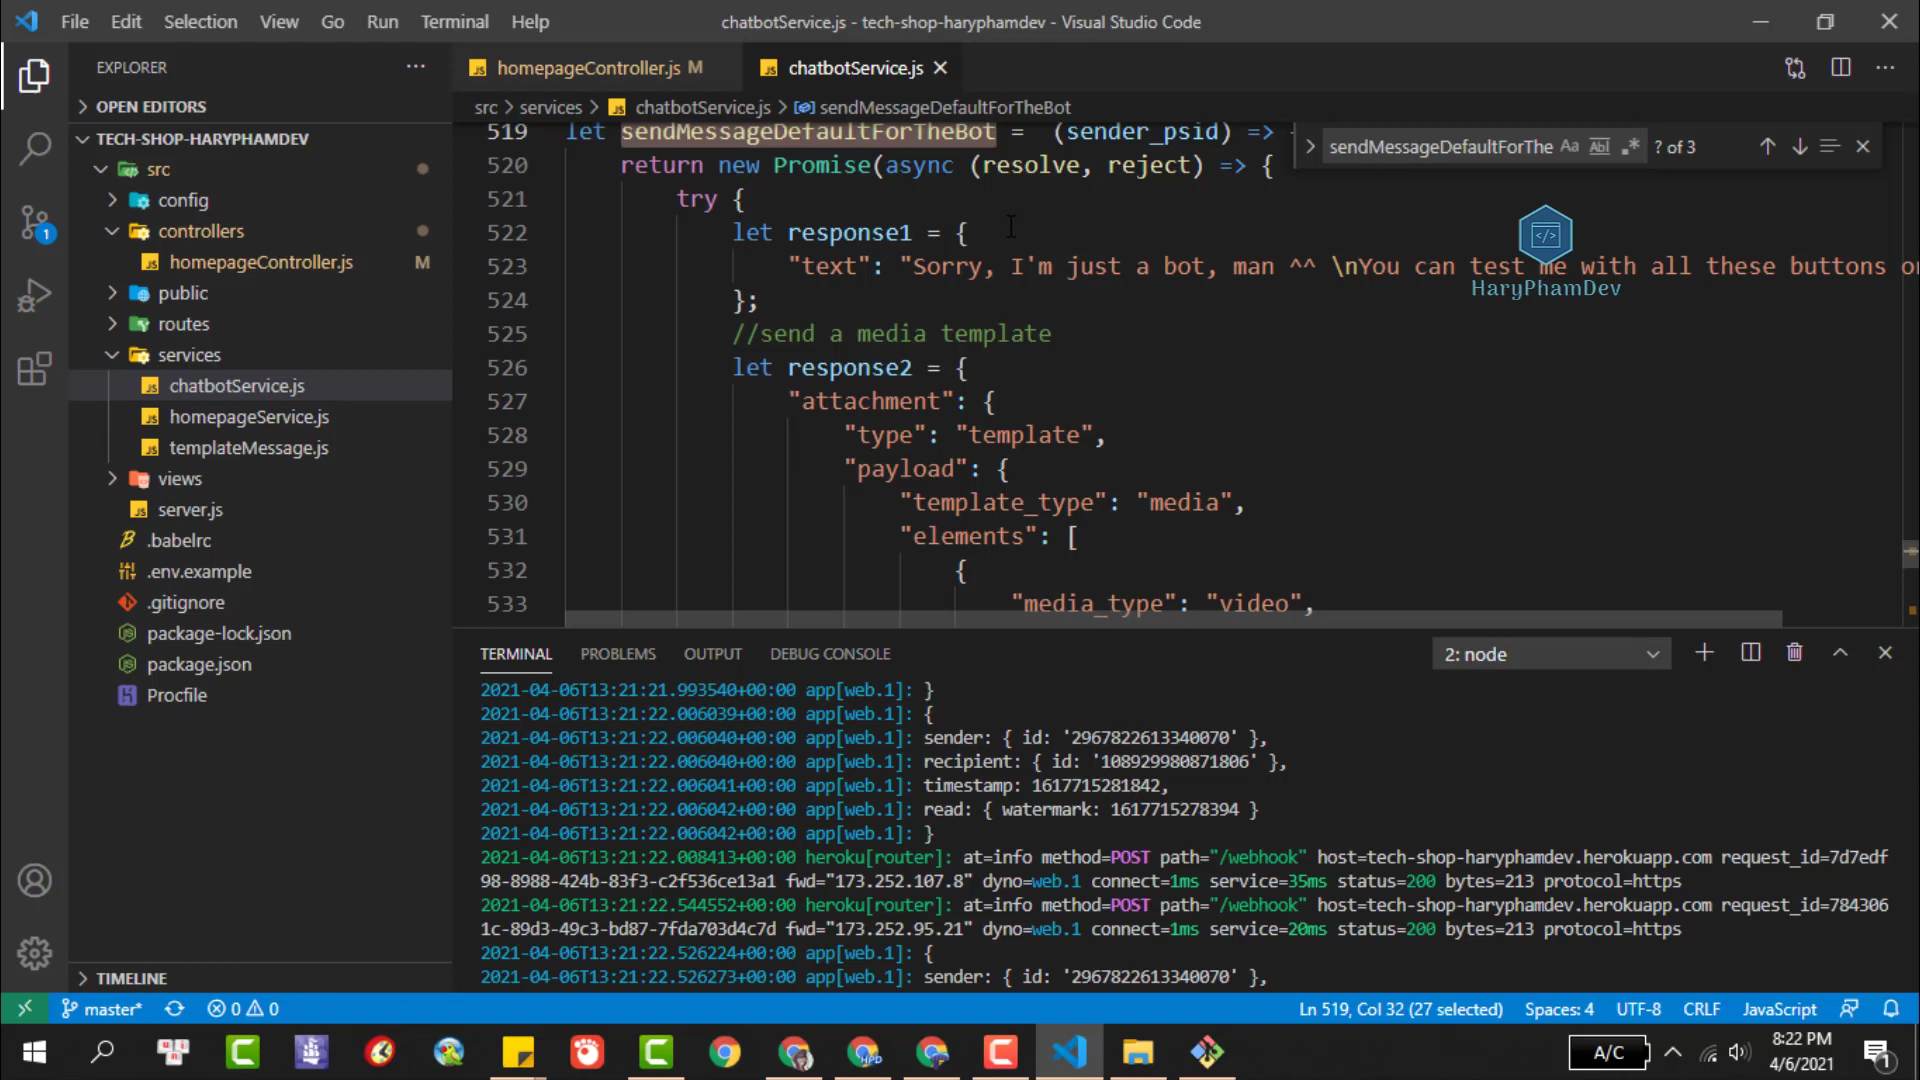 File Edit Selection View Go Run Terminal Help
chatbotService.js - tech-shop-haryphamdev - Visual Studio Code
EXPLORER
OPEN EDITORS
TECH-SHOP-HARYPHAMDEV
src
config
controllers
homepageController.js M
public
routes
services
chatbotService.js
homepageService.js
templateMessage.js
views
server.js
.babelrc
.env.example
.gitignore
package-lock.json
package.json
Procfile
TIMELINE
homepageController.js M
chatbotService.js
src > services > chatbotService.js > sendMessageDefaultForTheBot
sendMessageDefaultForThe Aa Abl .* ? of 3
519 let sendMessageDefaultForTheBot = (sender_psid) =>
520 return new Promise(async (resolve, reject) => {
521 try {
522 let response1 = {
523 "text": "Sorry, I'm just a bot, man ^^ \nYou can test me with all these buttons o
524 };
525 //send a media template
526 let response2 = {
527 "attachment": {
528 "type": "template",
529 "payload": {
530 "template_type": "media",
531 "elements": [
532 {
533 "media_type": "video",
</>
HaryPhamDev
TERMINAL PROBLEMS OUTPUT DEBUG CONSOLE
2: node
2021-04-06T13:21:21.993540+00:00 app[web.1]: }
2021-04-06T13:21:22.006039+00:00 app[web.1]: {
2021-04-06T13:21:22.006040+00:00 app[web.1]: sender: { id: '2967822613340070' },
2021-04-06T13:21:22.006040+00:00 app[web.1]: recipient: { id: '108929980871806' },
2021-04-06T13:21:22.006041+00:00 app[web.1]: timestamp: 1617715281842,
2021-04-06T13:21:22.006042+00:00 app[web.1]: read: { watermark: 1617715278394 }
2021-04-06T13:21:22.006042+00:00 app[web.1]: }
2021-04-06T13:21:22.008413+00:00 heroku[router]: at=info method=POST path="/webhook" host=tech-shop-haryphamdev.herokuapp.com request_id=7d7edf
98-8988-424b-83f3-c2f536ce13a1 fwd="173.252.107.8" dyno=web.1 connect=1ms service=35ms status=200 bytes=213 protocol=https
2021-04-06T13:21:22.544552+00:00 heroku[router]: at=info method=POST path="/webhook" host=tech-shop-haryphamdev.herokuapp.com request_id=784306
1c-89d3-49c3-bd87-7fda703d4c7d fwd="173.252.95.21" dyno=web.1 connect=1ms service=20ms status=200 bytes=213 protocol=https
2021-04-06T13:21:22.526224+00:00 app[web.1]: {
2021-04-06T13:21:22.526273+00:00 app[web.1]: sender: { id: '2967822613340070' },
master* 0 0
Ln 519, Col 32 (27 selected) Spaces: 4 UTF-8 CRLF JavaScript
A/C
8:22 PM
4/6/2021
1